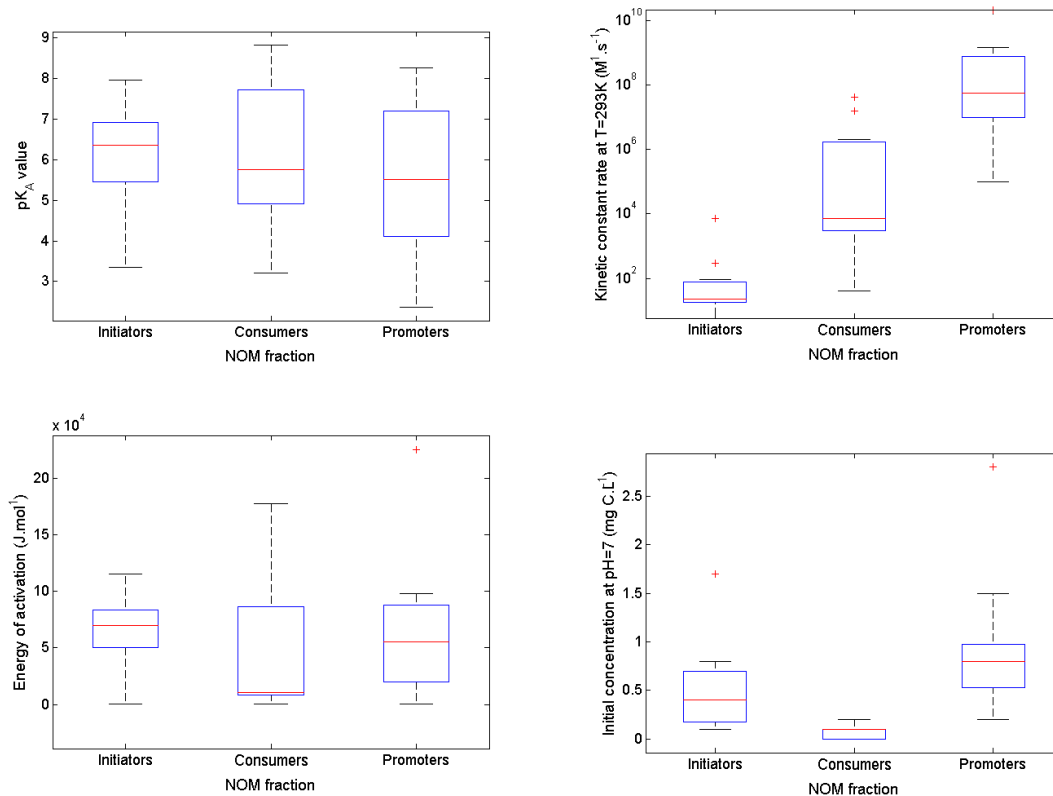 9
8
7
6
5
4
3
pKA value
Initiators Consumers Promoters
NOM fraction
10^10
10^8
10^6
10^4
10^2
Kinetic constant rate at T=293K (M^1.s^-1)
Initiators Consumers Promoters
NOM fraction
x 10^4
20
15
10
5
0
Energy of activation (J.mol^1)
Initiators Consumers Promoters
NOM fraction
2.5
2
1.5
1
0.5
0
Initial concentration at pH=7 (mg C.L^1)
Initiators Consumers Promoters
NOM fraction